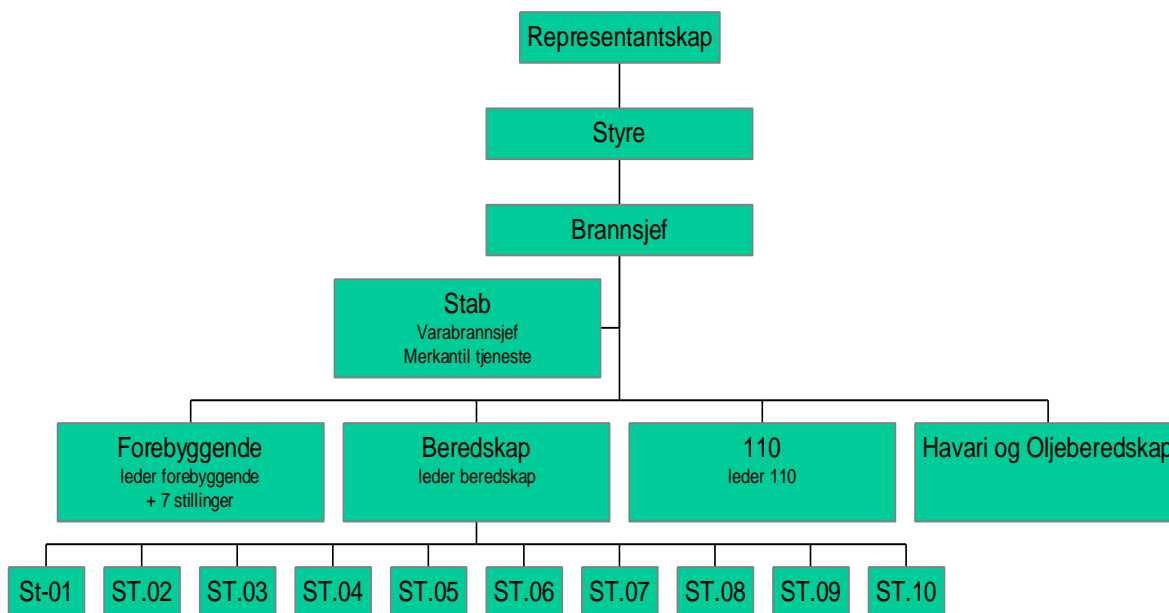 Representantskap
Styre
Brannsjef
Stab
Varabrannsjef
Merkantil tjeneste
Forebyggende
leder forebyggende
+ 7 stillinger
Beredskap
leder beredskap
110
leder 110
Havari og Oljeberedskap
St-01
ST.02
ST.03
ST.04
ST.05
ST.06
ST.07
ST.08
ST.09
ST.10